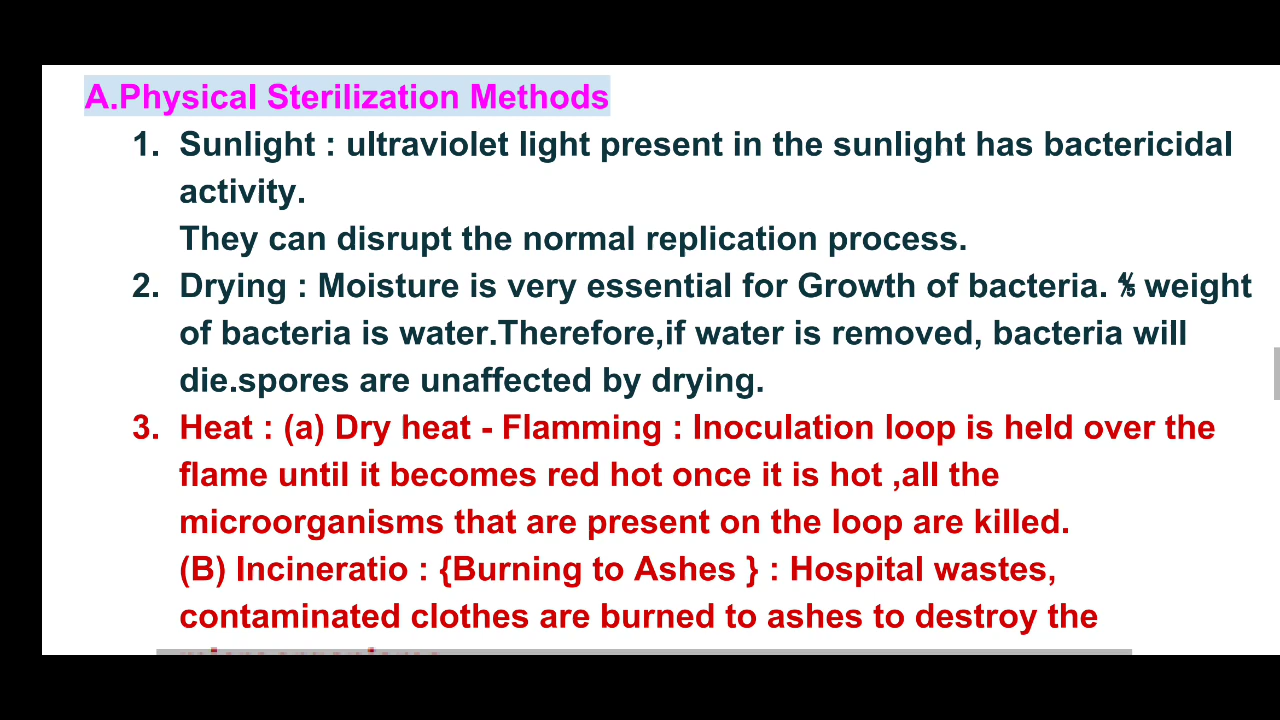 A.Physical Sterilization Methods
1. Sunlight : ultraviolet light present in the sunlight has bactericidal
activity.
They can disrupt the normal replication process.
2. Drying : Moisture is very essential for Growth of bacteria. ⅘ weight
of bacteria is water.Therefore,if water is removed, bacteria will
die.spores are unaffected by drying.
3. Heat : (a) Dry heat - Flamming : Inoculation loop is held over the
flame until it becomes red hot once it is hot ,all the
microorganisms that are present on the loop are killed.
(B) Incineratio : {Burning to Ashes } : Hospital wastes,
contaminated clothes are burned to ashes to destroy the